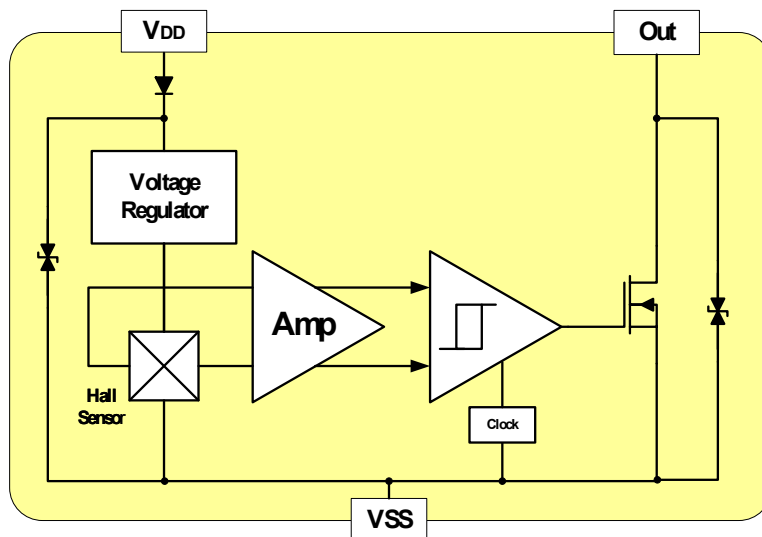 VDD
Out
Voltage
Regulator
Amp
Hall
Sensor
Clock
VSS